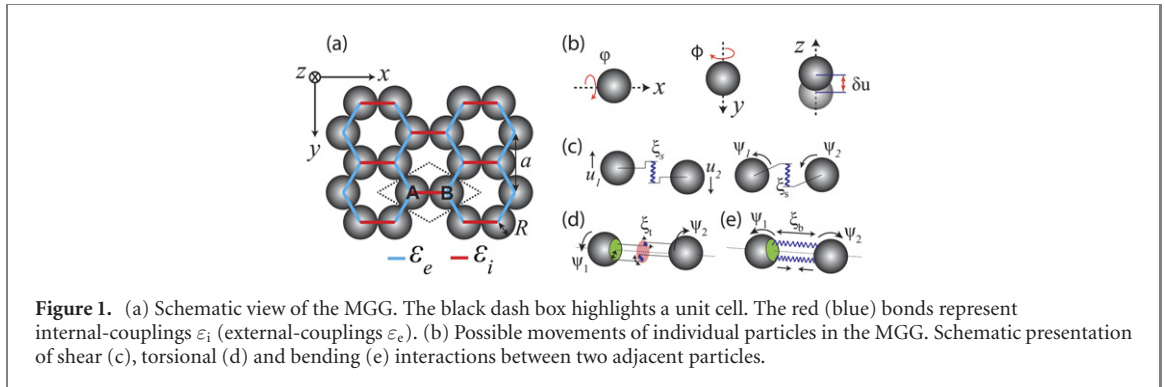 (a)
z
x
y
a
A
B
R
ε_e
ε_i
(b)
φ
x
ϕ
y
z
δu
(c)
u_1
ξ_s
u_2
ψ_1
ξ_s
ψ_2
(d)
ψ_1
ξ_t
ψ_2
(e)
ψ_1
ξ_b
ψ_2
Figure 1. (a) Schematic view of the MGG. The black dash box highlights a unit cell. The red (blue) bonds represent
internal-couplings ε_i (external-couplings ε_e). (b) Possible movements of individual particles in the MGG. Schematic presentation
of shear (c), torsional (d) and bending (e) interactions between two adjacent particles.